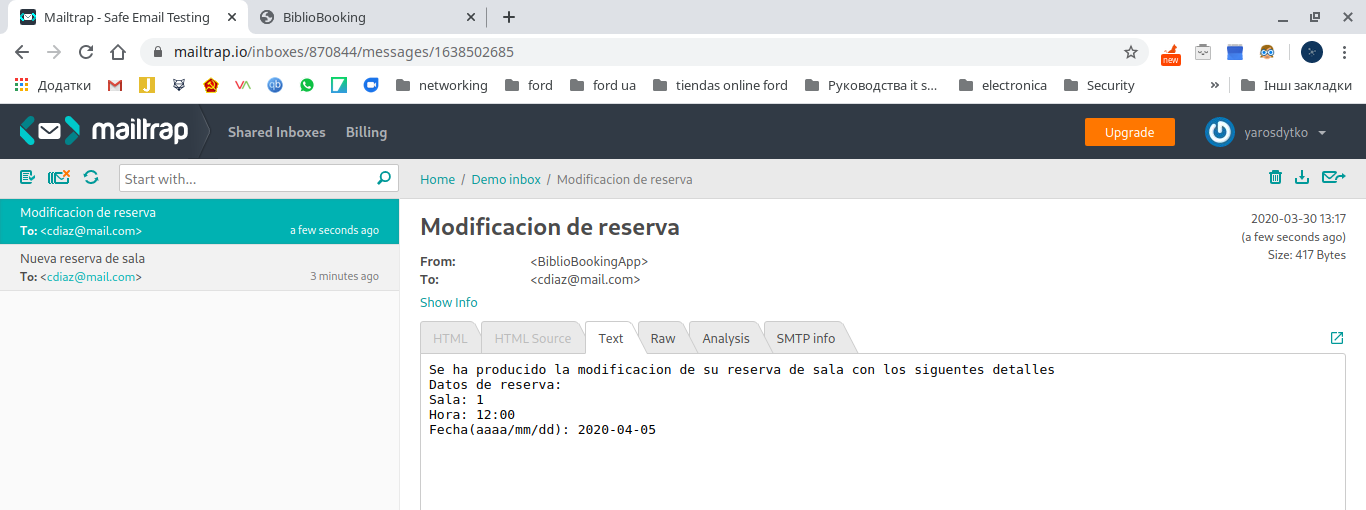 Mailtrap - Safe Email Testing
BiblioBooking
mailtrap.io/inboxes/870844/messages/1638502685
new
Додатки
networking
ford
ford ua
tiendas online ford
Руководства it s...
electronica
Security
»
Інші закладки
mailtrap
Shared Inboxes
Billing
Upgrade
yarosdytko
Start with...
Home / Demo inbox / Modificacion de reserva
Modificacion de reserva
To: <cdiaz@mail.com>
a few seconds ago
Nueva reserva de sala
To: <cdiaz@mail.com>
3 minutes ago
Modificacion de reserva
2020-03-30 13:17
(a few seconds ago)
Size: 417 Bytes
From: <BiblioBookingApp>
To: <cdiaz@mail.com>
Show Info
HTML
HTML Source
Text
Raw
Analysis
SMTP info
Se ha producido la modificacion de su reserva de sala con los siguentes detalles
Datos de reserva:
Sala: 1
Hora: 12:00
Fecha(aaaa/mm/dd): 2020-04-05